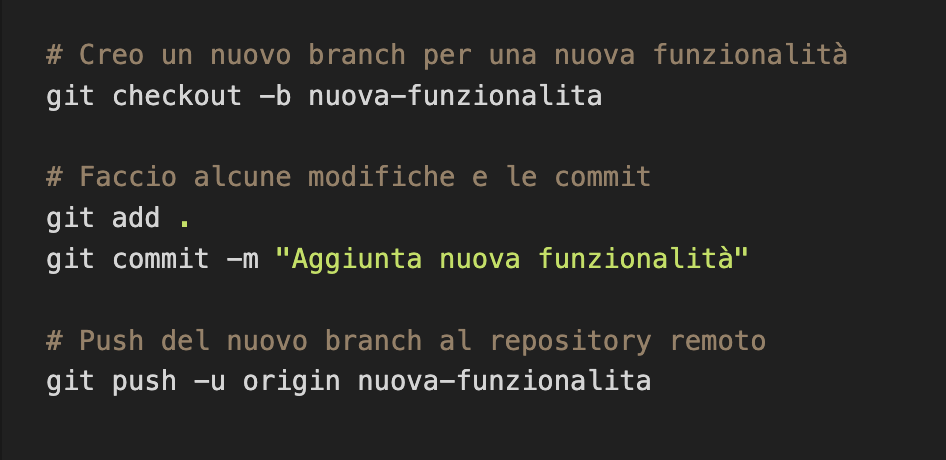 # Creo un nuovo branch per una nuova funzionalità
git checkout -b nuova-funzionalita
# Faccio alcune modifiche e le commit
git add .
git commit -m "Aggiunta nuova funzionalità"
# Push del nuovo branch al repository remoto
git push -u origin nuova-funzionalita